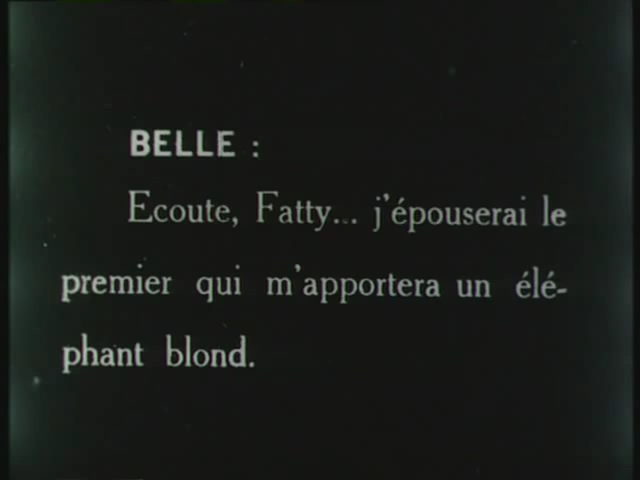 BELLE :
Ecoute, Fatty... j'épouserai le
premier qui m'apportera un élé-
phant blond.